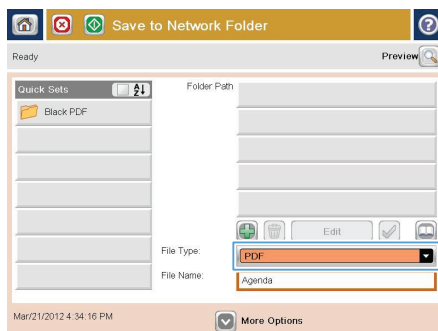 Save to Network Folder
Ready
Preview
Quick Sets
Folder Path
Black PDF
Edit
File Type:
PDF
File Name:
Agenda
Mar/21/2012 4:34:16 PM
More Options